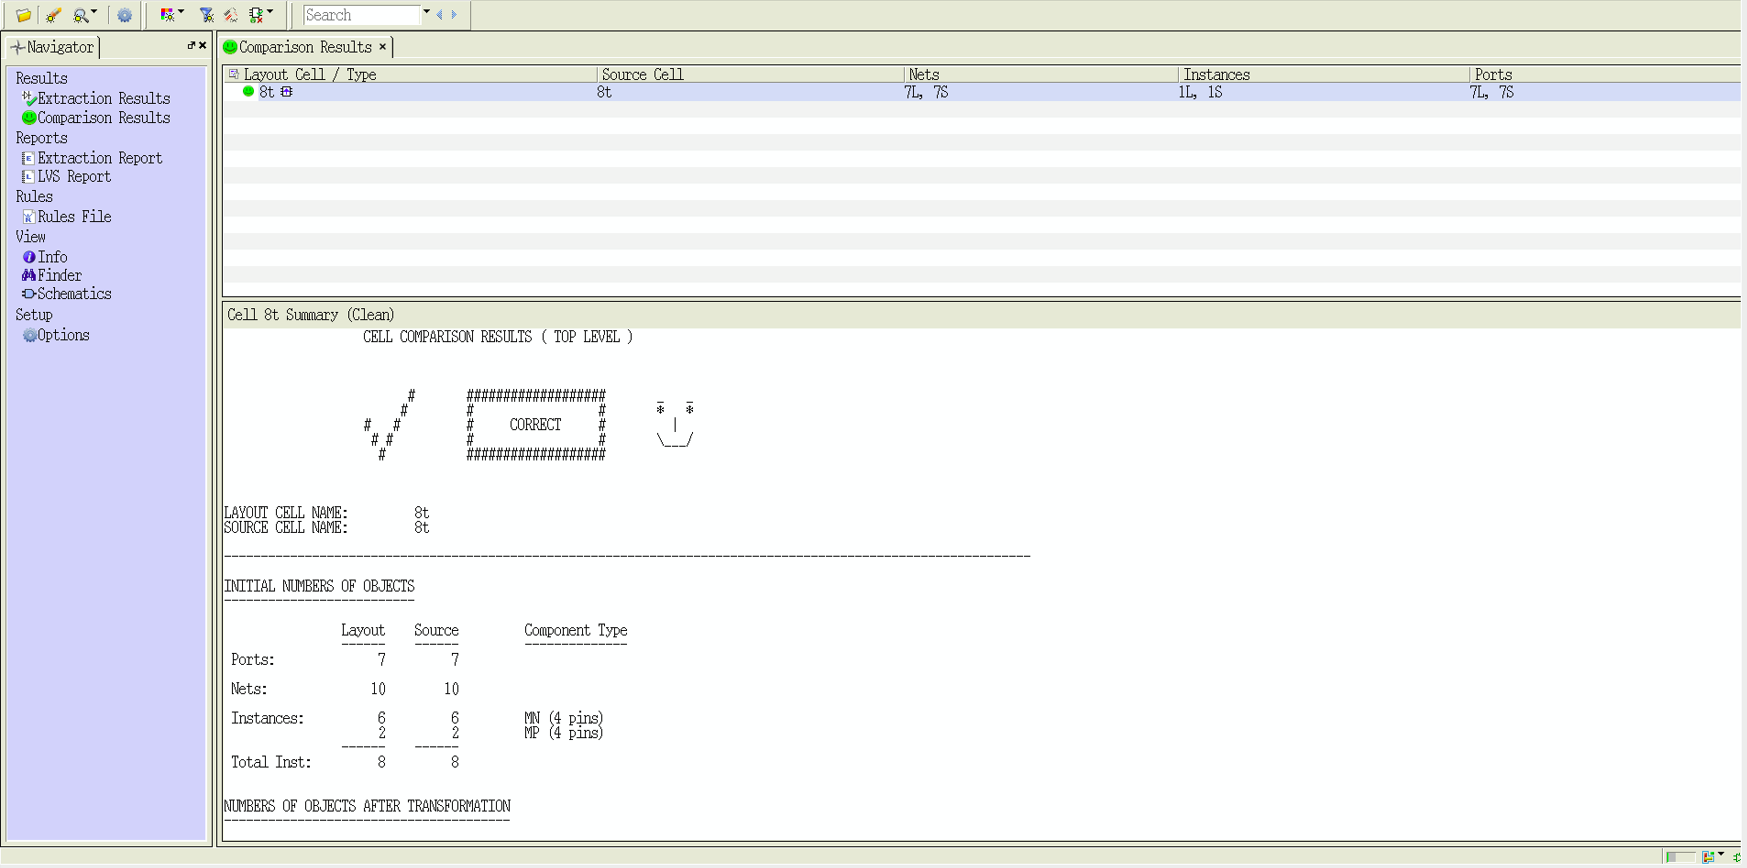 Search
Navigator
Results
Extraction Results
Comparison Results
Reports
Extraction Report
LVS Report
Rules
Rules File
View
Info
Finder
Schematics
Setup
Options
Comparison Results
Layout Cell / Type Source Cell Nets Instances Ports
8t 8t 7L, 7S 1L, 1S 7L, 7S
Cell 8t Summary (Clean)
CELL COMPARISON RESULTS ( TOP LEVEL )
# ################### _ _
# # # * *
# # # CORRECT # |
# # # # \___/
# ###################
LAYOUT CELL NAME: 8t
SOURCE CELL NAME: 8t
--------------------------------------------------------------------------------------------------------------
INITIAL NUMBERS OF OBJECTS
--------------------------
Layout Source Component Type
------ ------ --------------
Ports: 7 7
Nets: 10 10
Instances: 6 6 MN (4 pins)
2 2 MP (4 pins)
------ ------
Total Inst: 8 8
NUMBERS OF OBJECTS AFTER TRANSFORMATION
---------------------------------------